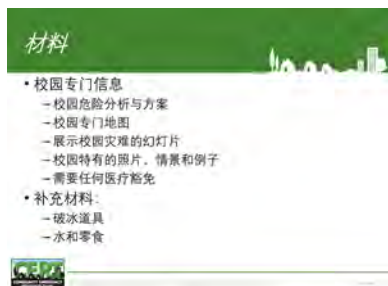 材料
• 校园专门信息
–校园危险分析与方案
–校园专门地图
–展示校园灾难的幻灯片
–校园特有的照片、情景和例子
–需要任何医疗豁免
• 补充材料:
–破冰道具
–水和零食
CERT